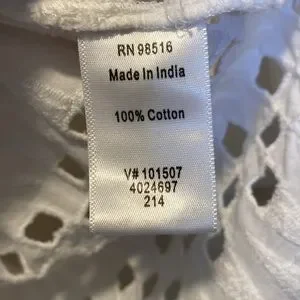 RN 98516
Made In India
100% Cotton
V# 101507
4024697
214